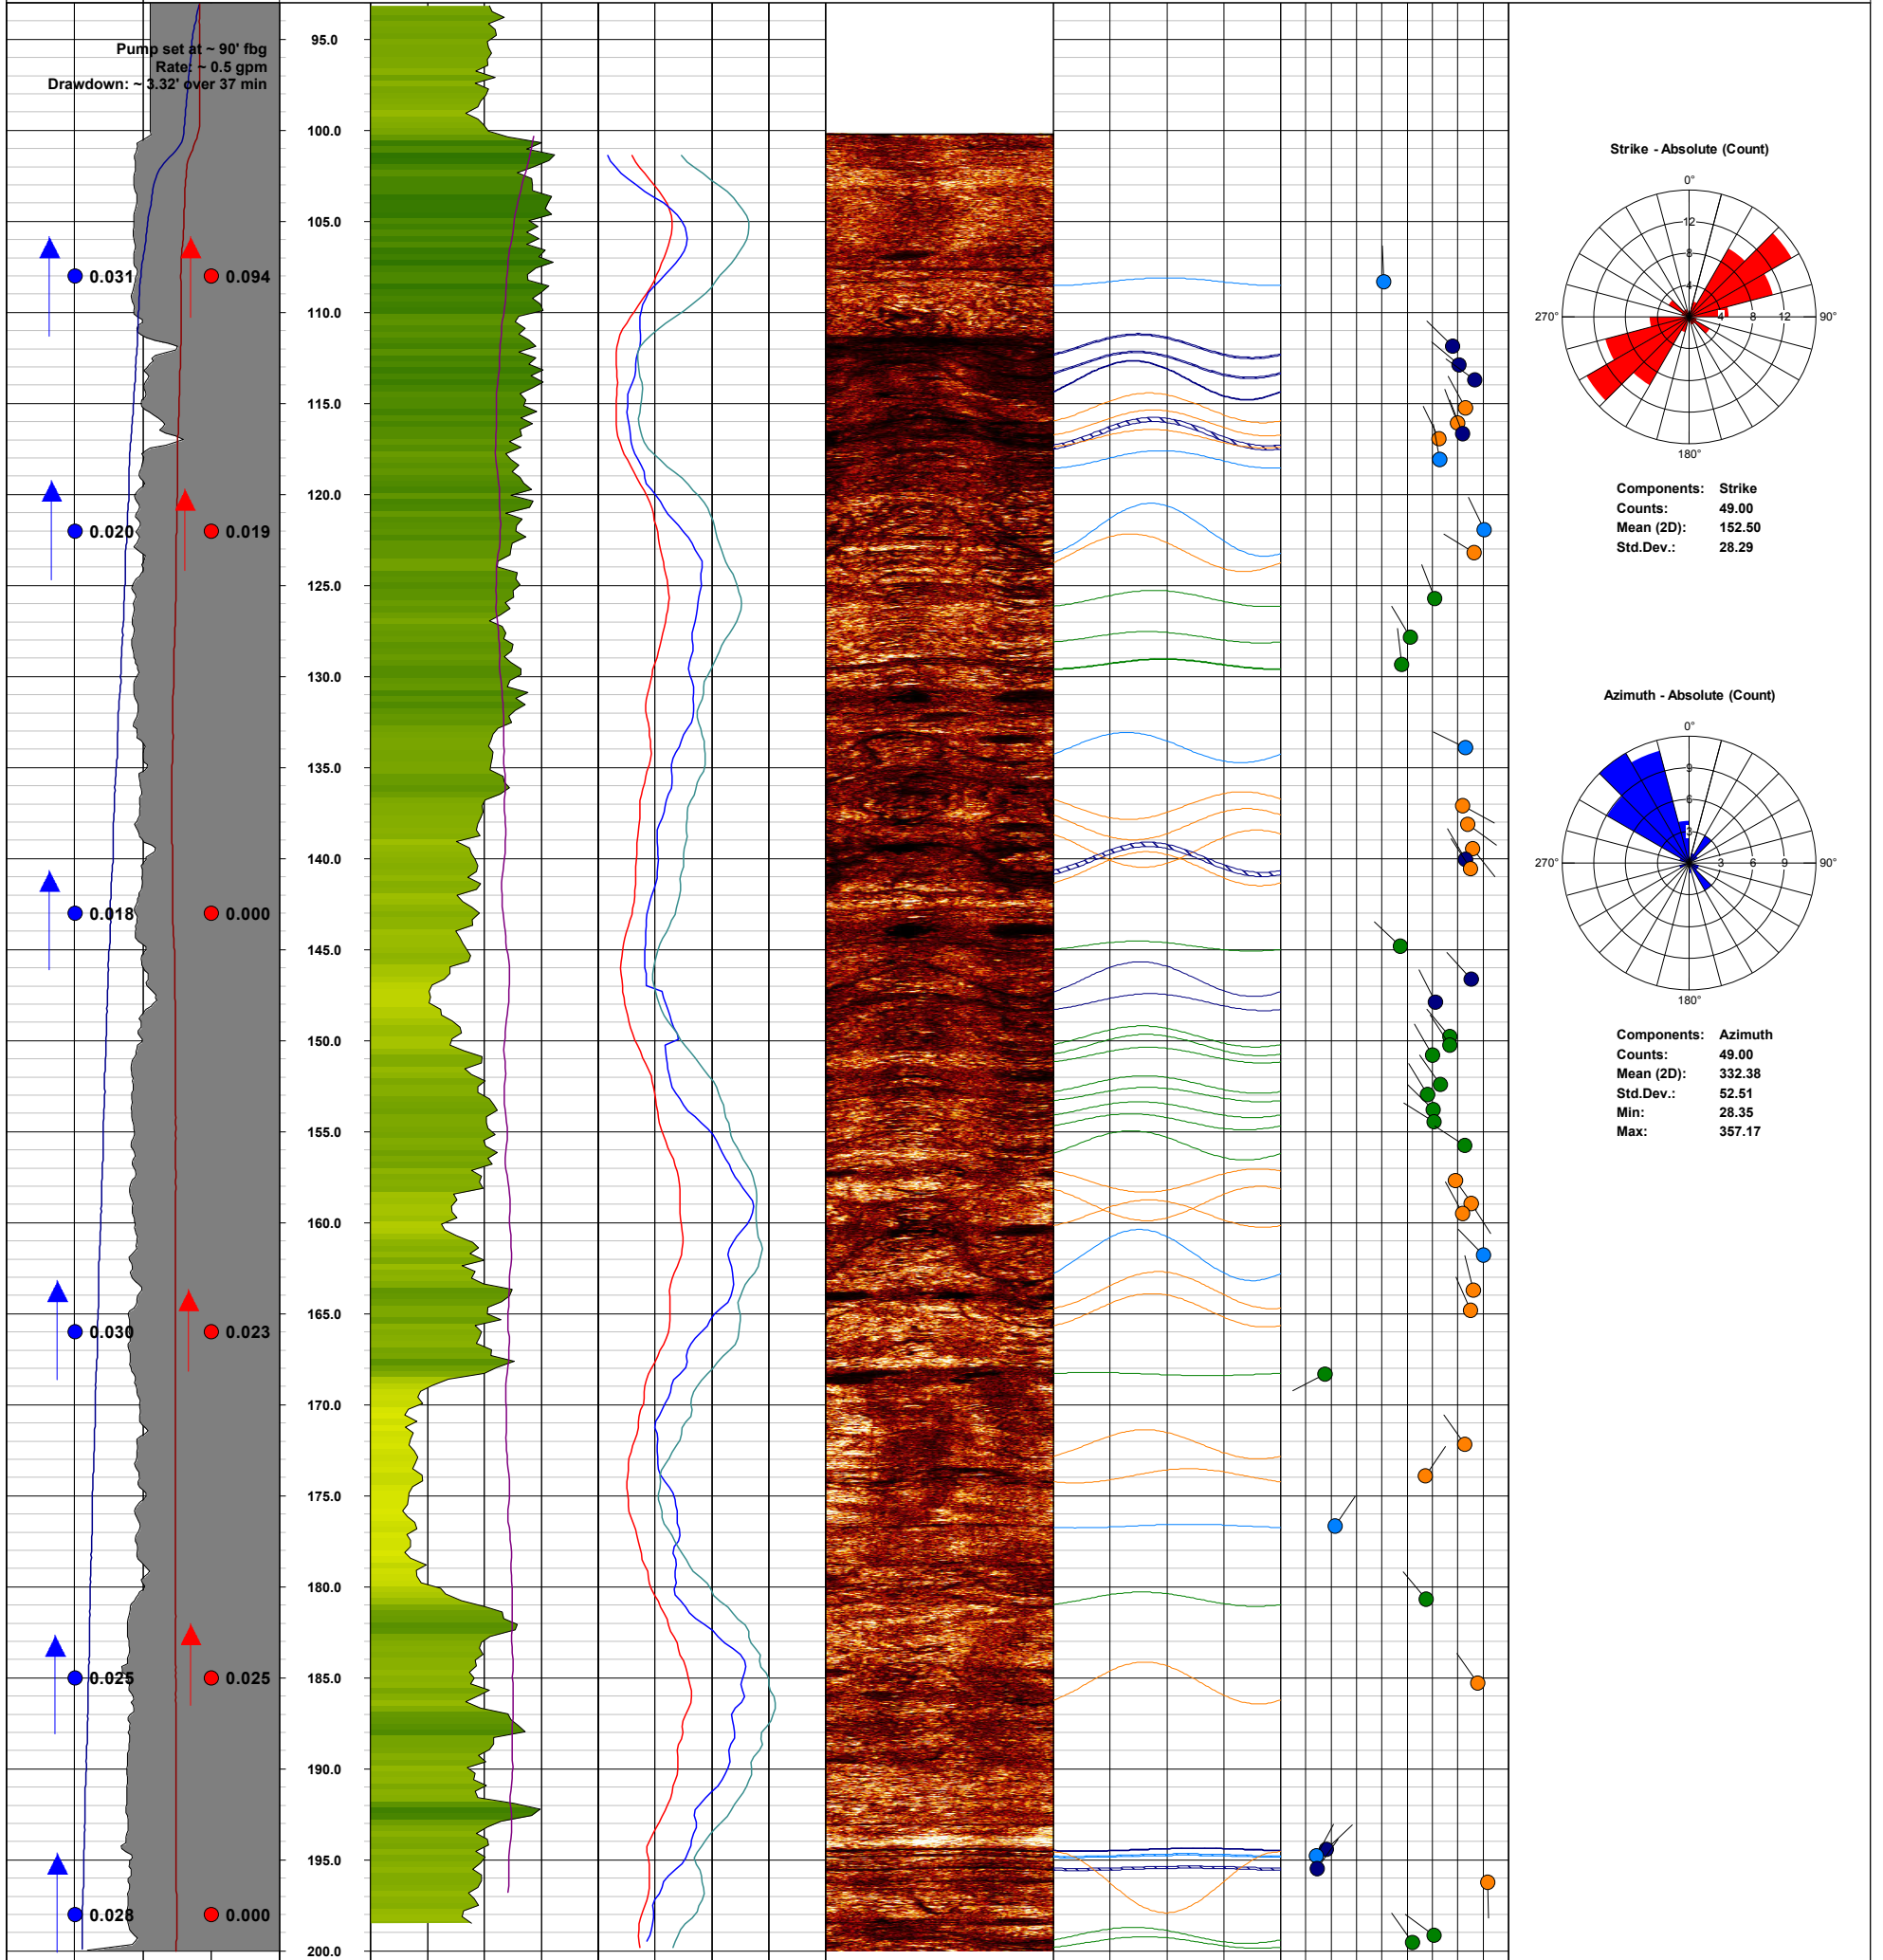 Pump set at ~ 90' fbg
Rate: ~ 0.5 gpm
Drawdown: ~ 3.32' over 37 min
95.0
100.0
105.0
0.031 0.094
110.0
115.0
120.0
0.020 0.019
125.0
130.0
135.0
140.0
0.018 0.000
145.0
150.0
155.0
160.0
165.0
0.030 0.023
170.0
175.0
180.0
185.0
0.025 0.025
190.0
195.0
0.028 0.000
200.0
Strike - Absolute (Count)
0°
12
8
4
270° 4 8 12 90°
180°
Components: Strike
Counts: 49.00
Mean (2D): 152.50
Std.Dev.: 28.29
Azimuth - Absolute (Count)
0°
9
6
3
270° 3 6 9 90°
180°
Components: Azimuth
Counts: 49.00
Mean (2D): 332.38
Std.Dev.: 52.51
Min: 28.35
Max: 357.17